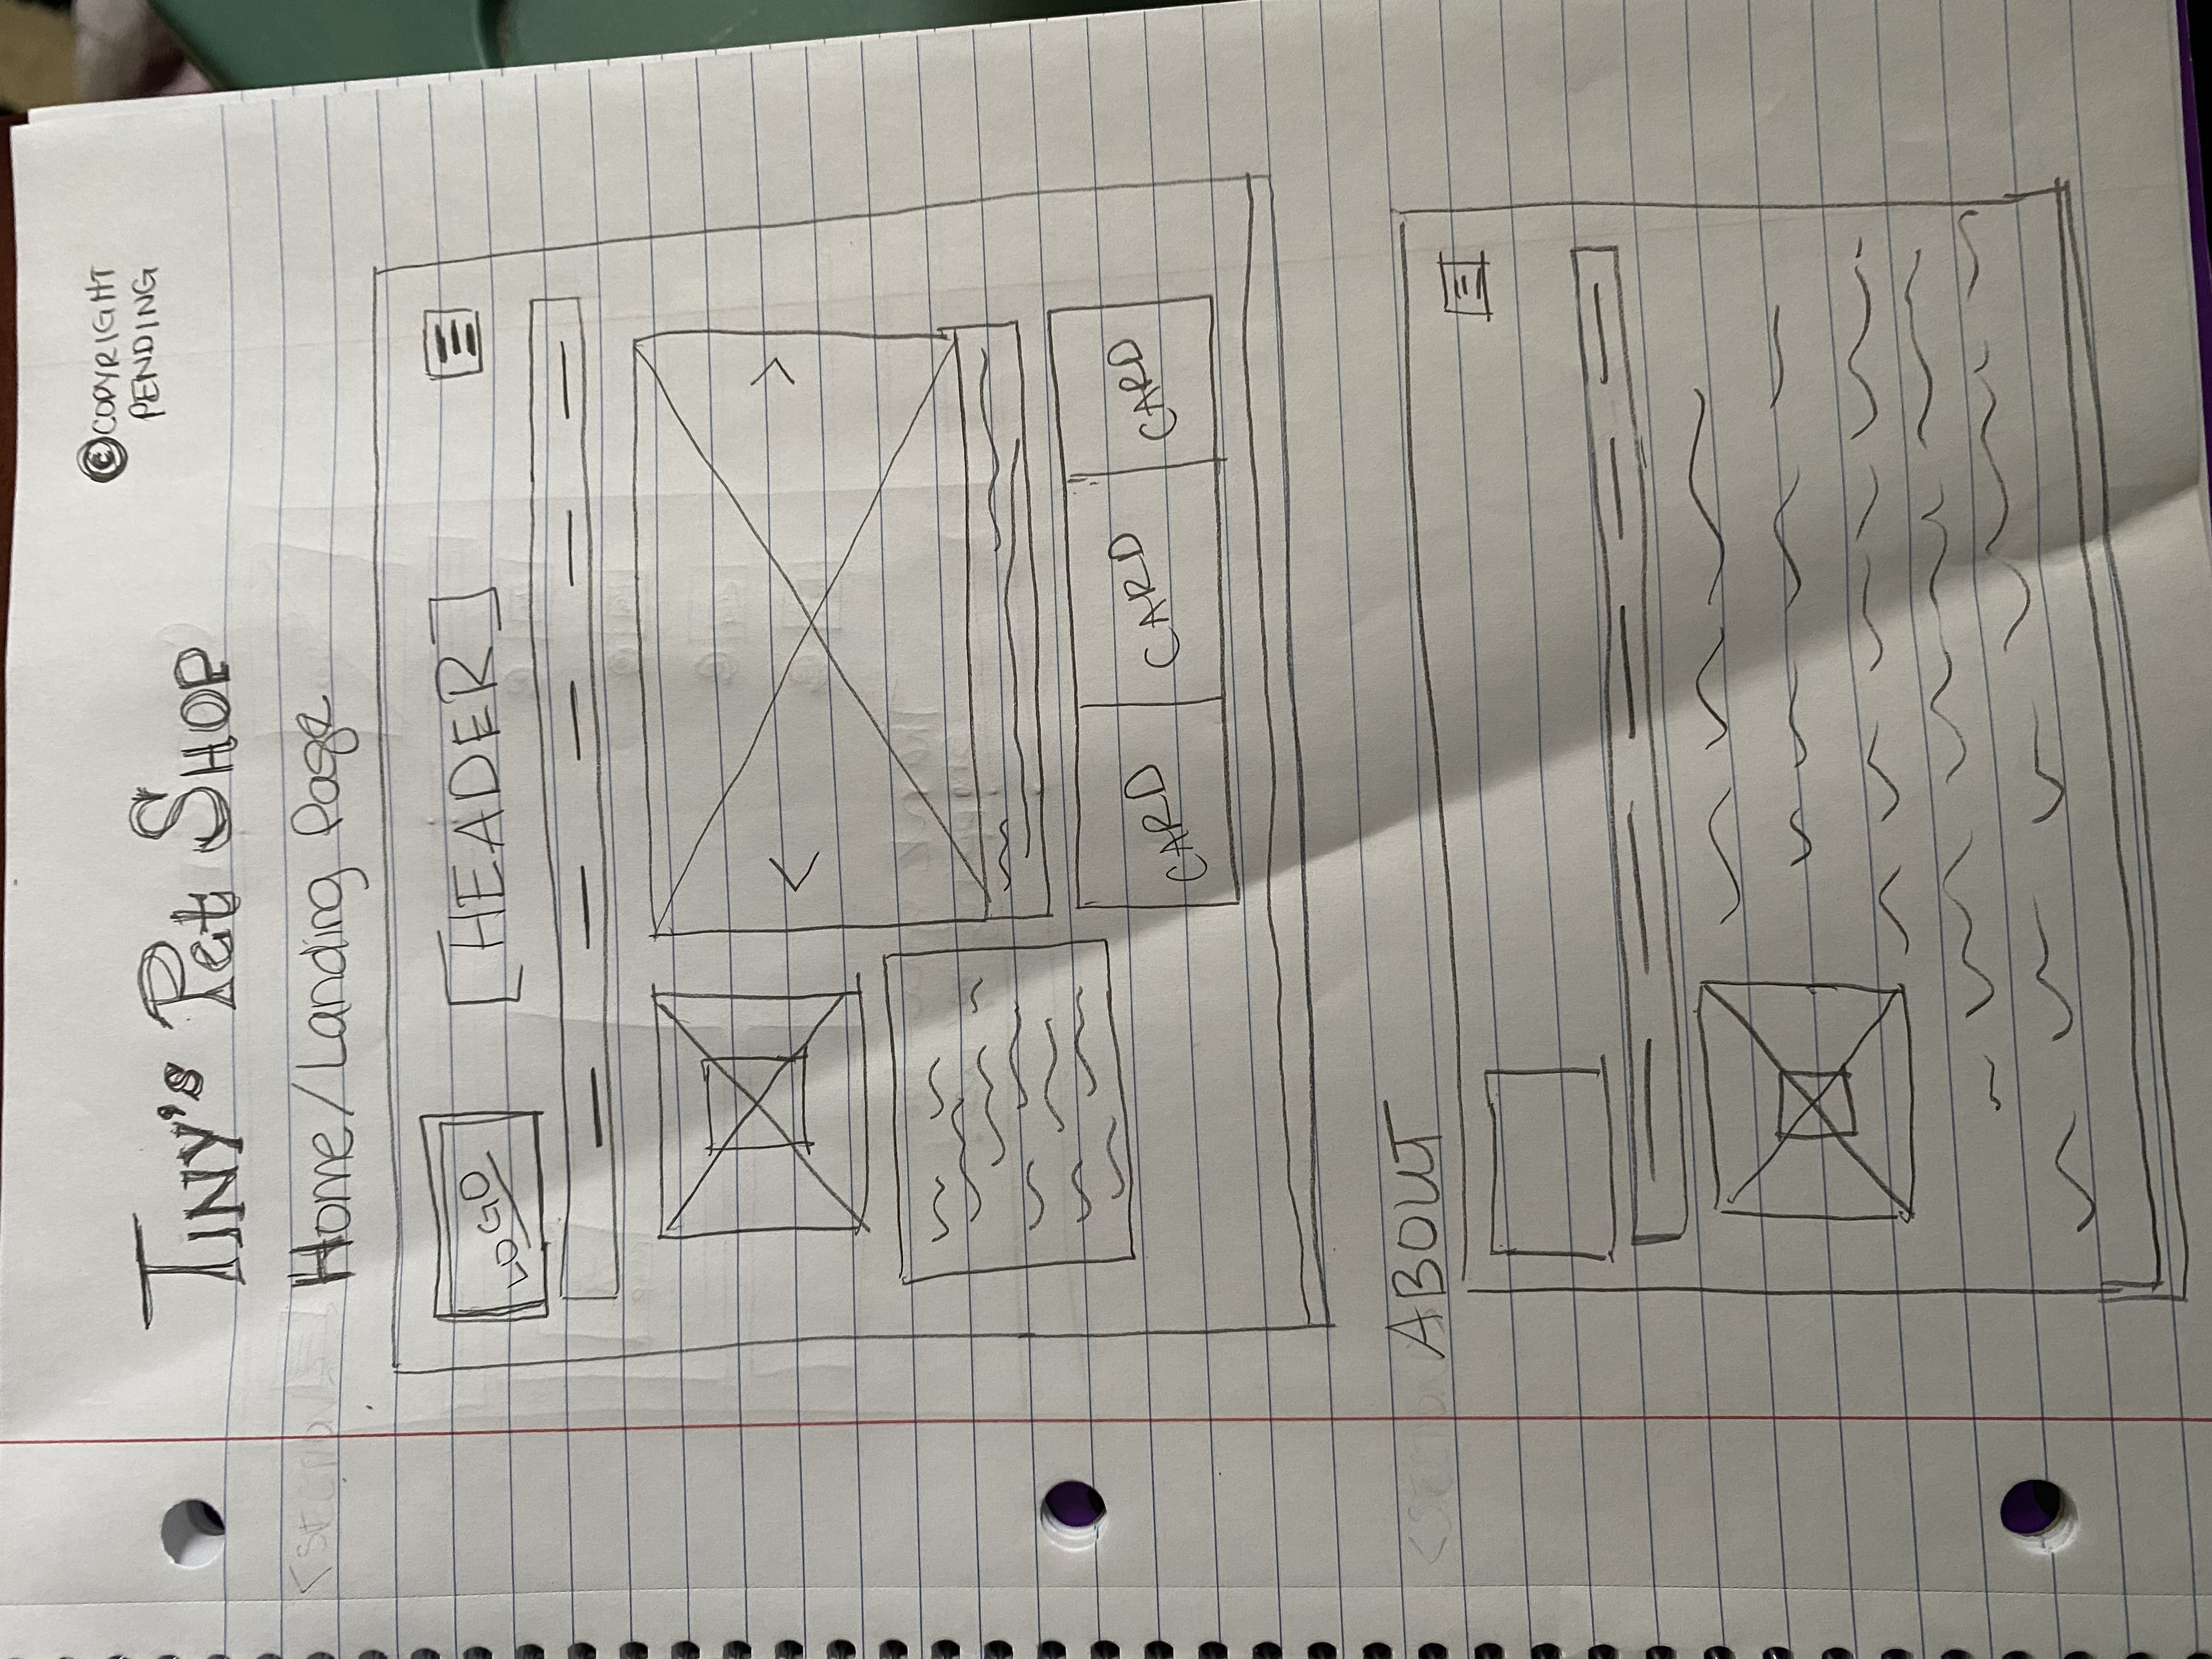 ©COPYRIGHT
PENDING
TINY'S Pet SHOP
<SECTION
Home/Landing Page
LOGO
[HEADER]
<
>
CARD
CARD
CARD
<SECTION
ABOUT